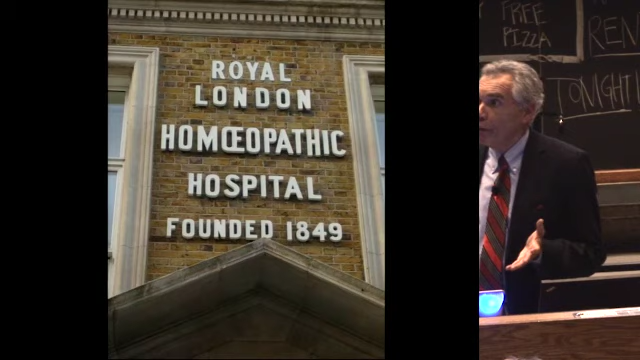 ROYAL
LONDON
HOMŒOPATHIC
HOSPITAL
FOUNDED 1849
FREE
PIZZA
TONIGHT